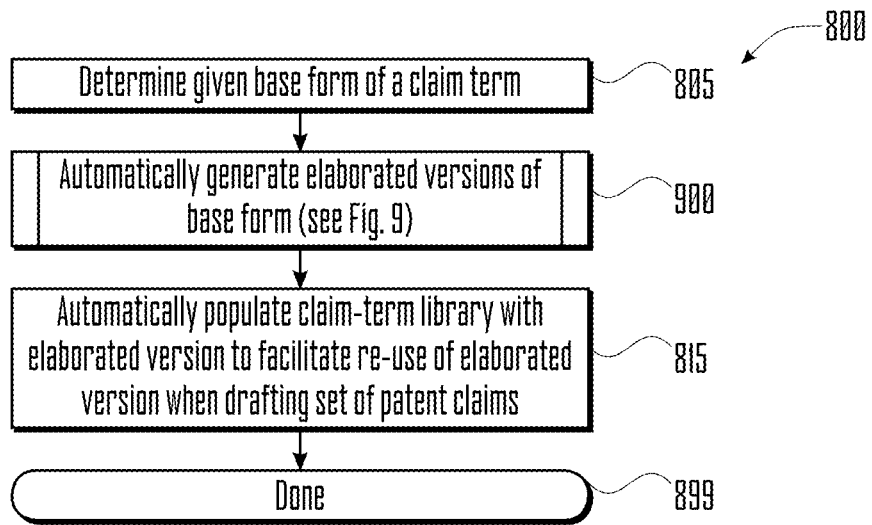 800
Determine given base form of a claim term
805
Automatically generate elaborated versions of
base form (see Fig. 9)
900
Automatically populate claim-term library with
elaborated version to facilitate re-use of elaborated
version when drafting set of patent claims
815
Done
899